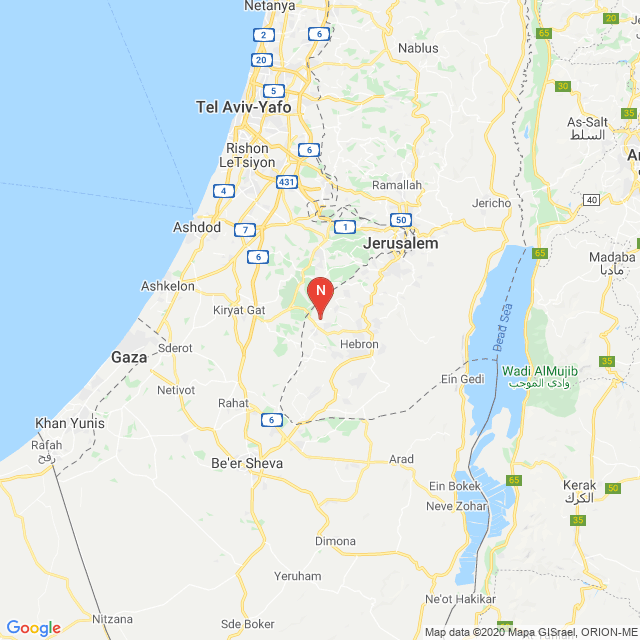 Netanya
2
6
65
20
Nablus
20
5
30
Tel Aviv-Yafo
35
As-Salt
السلط
6
Rishon
LeTsiyon
431
4
Ramallah
40
Jericho
50
1
7
Ashdod
Jerusalem
6
65
Madaba
مادبا
Ashkelon
N
Kiryat Gat
Dead Sea
Hebron
Gaza
Sderot
35
Wadi AlMujib
وادي الموجب
Ein Gedi
Netivot
Rahat
6
Khan Yunis
Rafah
رفح
Arad
Be'er Sheva
65
Ein Bokek
Kerak
الكرك
50
Neve Zohar
35
Dimona
Yeruham
Ne'ot Hakikar
Nitzana
Sde Boker
Google
Map data ©2020 Mapa GISrael, ORION-ME